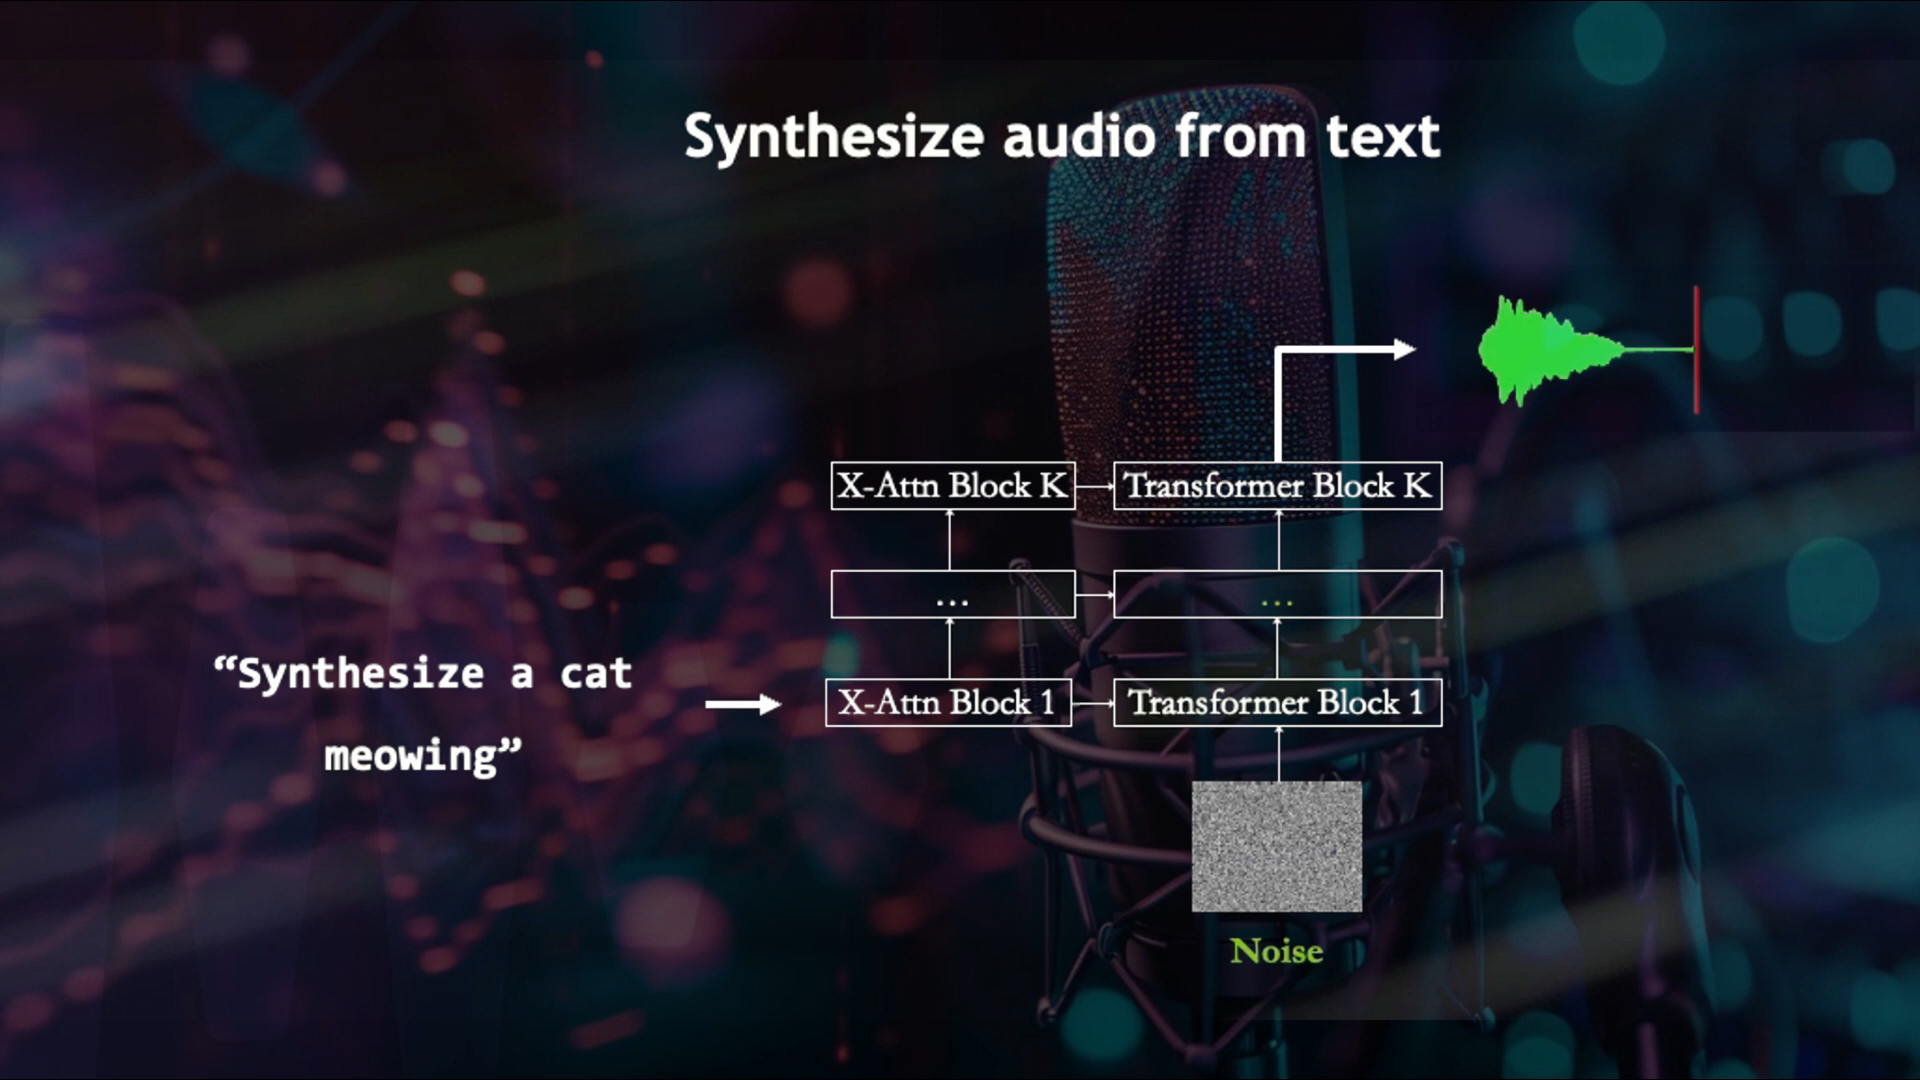 Synthesize audio from text
X-Attn Block K
Transformer Block K
...
...
“Synthesize a cat
meowing”
X-Attn Block 1
Transformer Block 1
Noise